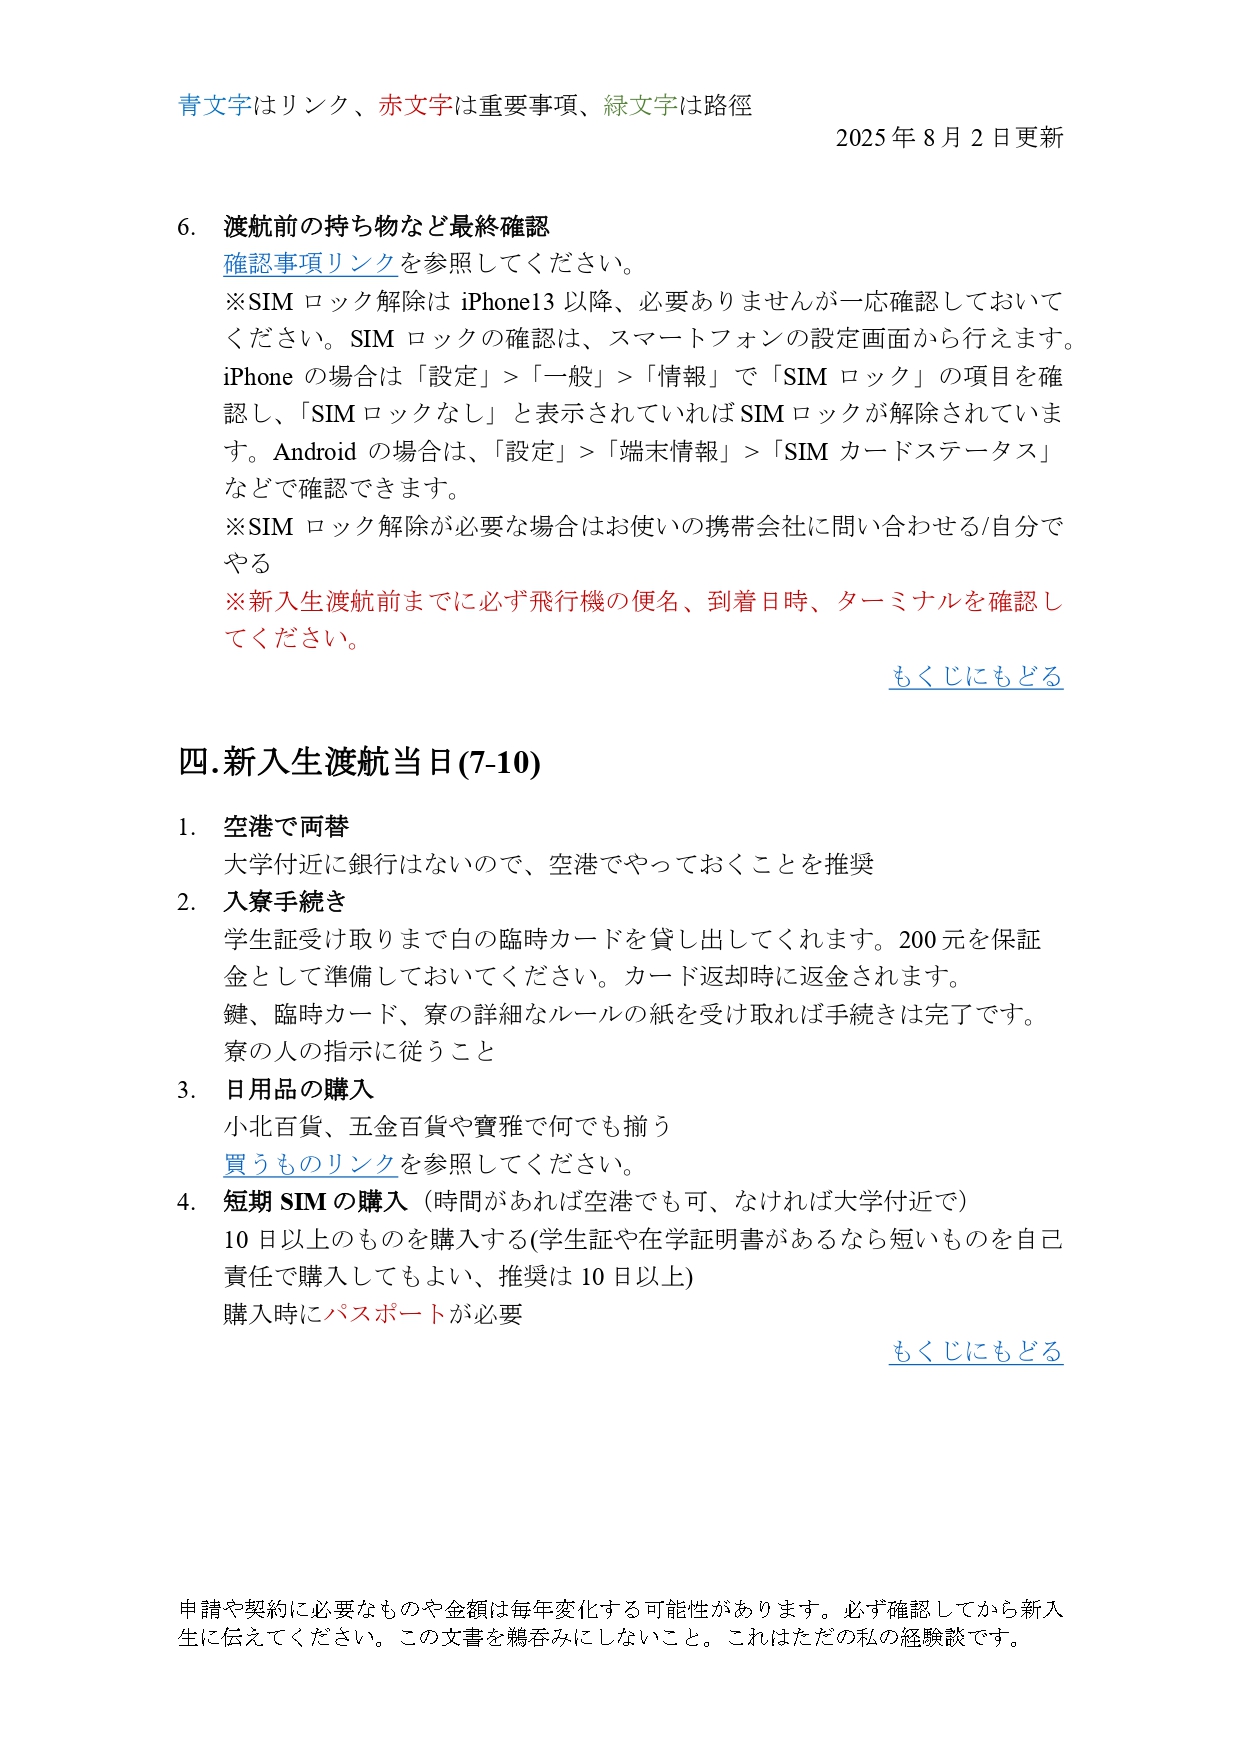 青文字はリンク、赤文字は重要事項、緑文字は路徑
2025年8月2日更新
6. 渡航前の持ち物など最終確認
確認事項リンクを参照してください。
※SIM ロック解除は iPhone13 以降、必要ありませんが一応確認しておいて
ください。SIM ロックの確認は、スマートフォンの設定画面から行えます。
iPhone の場合は「設定」>「一般」>「情報」で「SIM ロック」の項目を確
認し、「SIM ロックなし」と表示されていれば SIM ロックが解除されていま
す。Android の場合は、「設定」>「端末情報」>「SIM カードステータス」
などで確認できます。
※SIM ロック解除が必要な場合はお使いの携帯会社に問い合わせる/自分で
やる
※新入生渡航前までに必ず飛行機の便名、到着日時、ターミナルを確認し
てください。
もくじにもどる
四.新入生渡航当日(7-10)
1. 空港で両替
大学付近に銀行はないので、空港でやっておくことを推奨
2. 入寮手続き
学生証受け取りまで白の臨時カードを貸し出してくれます。200 元を保証
金として準備しておいてください。カード返却時に返金されます。
鍵、臨時カード、寮の詳細なルールの紙を受け取れば手続きは完了です。
寮の人の指示に従うこと
3. 日用品の購入
小北百貨、五金百貨や寶雅で何でも揃う
買うものリンクを参照してください。
4. 短期 SIM の購入（時間があれば空港でも可、なければ大学付近で）
10 日以上のものを購入する(学生証や在学証明書があるなら短いものを自己
責任で購入してもよい、推奨は 10 日以上)
購入時にパスポートが必要
もくじにもどる
申請や契約に必要なものや金額は毎年変化する可能性があります。必ず確認してから新入
生に伝えてください。この文書を鵜呑みにしないこと。これはただの私の経験談です。